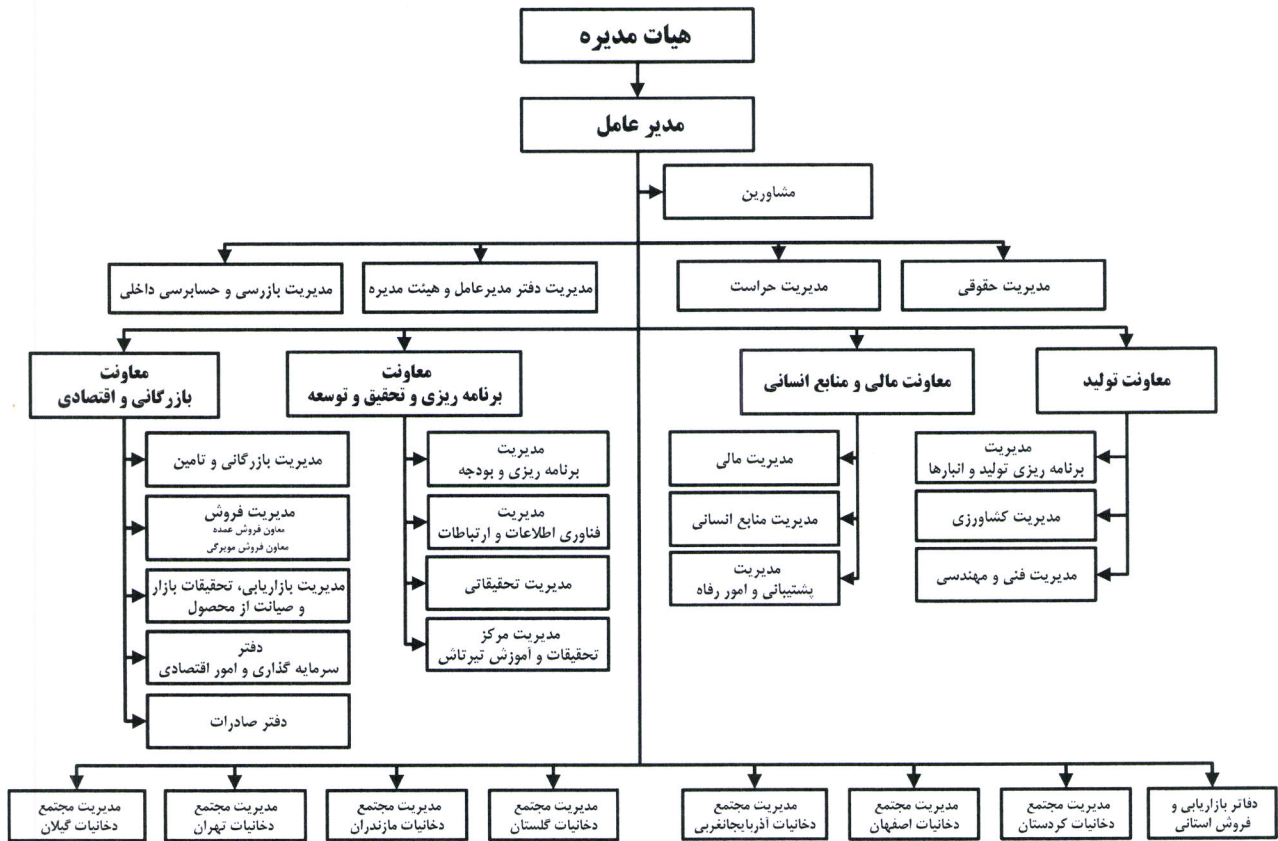 هیات مدیره
مدیر عامل
مشاورین
مدیریت حقوقی
مدیریت حراست
مدیریت دفتر مدیرعامل و هیئت مدیره
مدیریت بازرسی و حسابرسی داخلی
معاونت تولید
معاونت مالی و منابع انسانی
معاونت
برنامه ریزی و تحقیق و توسعه
معاونت
بازرگانی و اقتصادی
مدیریت
برنامه ریزی تولید و انبارها
مدیریت کشاورزی
مدیریت فنی و مهندسی
مدیریت مالی
مدیریت منابع انسانی
مدیریت
پشتیبانی و امور رفاه
مدیریت
برنامه ریزی و بودجه
مدیریت
فناوری اطلاعات و ارتباطات
مدیریت تحقیقاتی
مدیریت مرکز
تحقیقات و آموزش تیرتاش
مدیریت بازرگانی و تامین
مدیریت فروش
معاون فروش عمده
معاون فروش مویرگی
مدیریت بازاریابی، تحقیقات بازار
و صیانت از محصول
دفتر
سرمایه گذاری و امور اقتصادی
دفتر صادرات
دفاتر بازاریابی و
فروش استانی
مدیریت مجتمع
دخانیات کردستان
مدیریت مجتمع
دخانیات اصفهان
مدیریت مجتمع
دخانیات آذربایجانغربی
مدیریت مجتمع
دخانیات گلستان
مدیریت مجتمع
دخانیات مازندران
مدیریت مجتمع
دخانیات تهران
مدیریت مجتمع
دخانیات گیلان